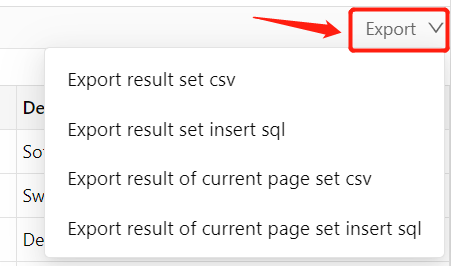 Export
Export result set csv
De
Export result set insert sql
So
Export result of current page set csv
Sw
Export result of current page set insert sql
De